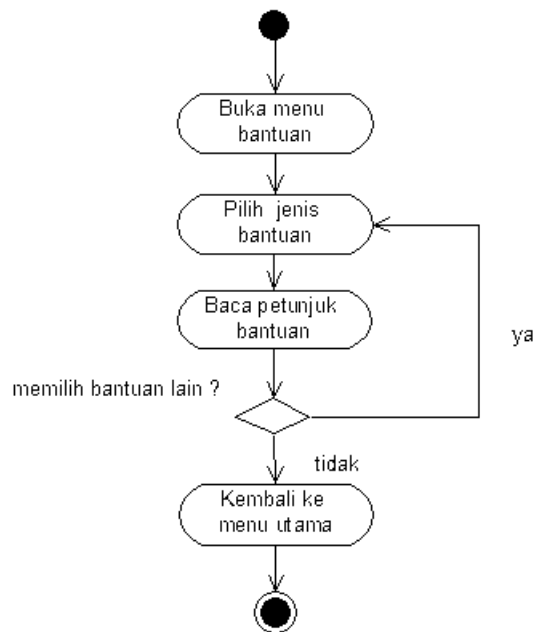 Buka menu
bantuan
Pilih jenis
bantuan
Baca petunjuk
bantuan
ya
memilih bantuan lain ?
tidak
Kembali ke
menu utama